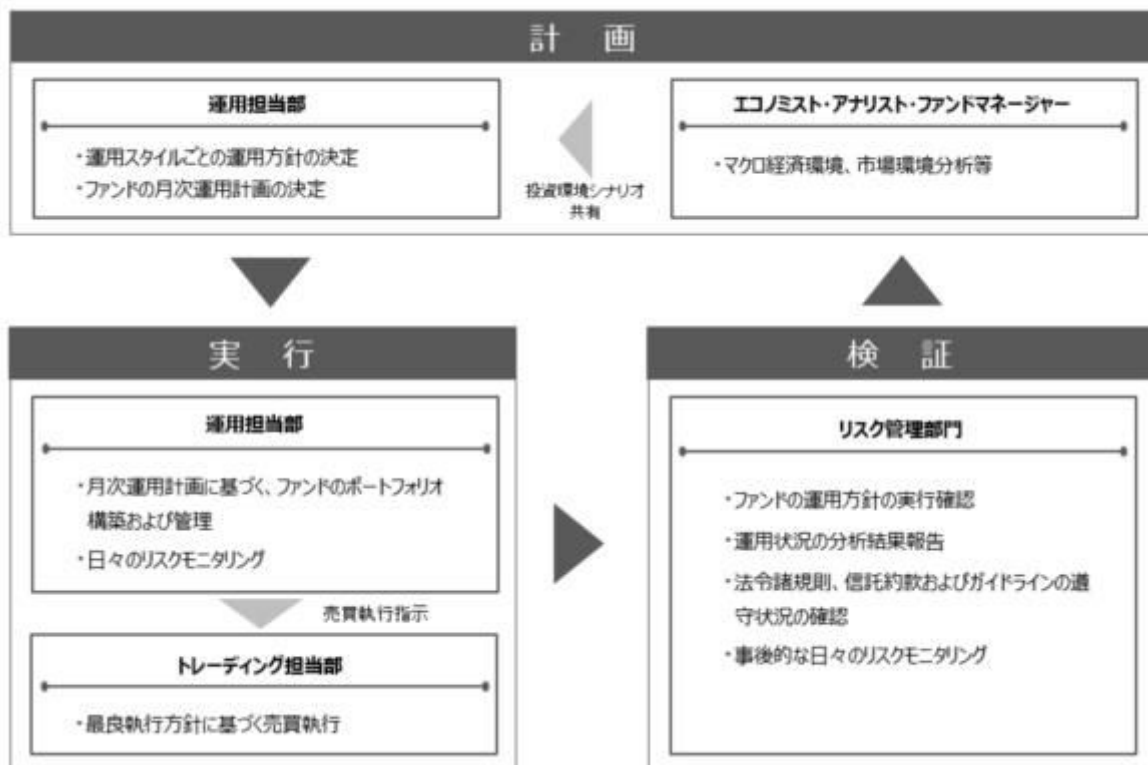 計 画
運用担当部
・運用スタイルごとの運用方針の決定
・ファンドの月次運用計画の決定
投資環境シナリオ
共有
エコノミスト・アナリスト・ファンドマネージャー
・マクロ経済環境、市場環境分析等
実 行
運用担当部
・月次運用計画に基づく、ファンドのポートフォリオ
構築および管理
・日々のリスクモニタリング
売買執行指示
トレーディング担当部
・最良執行方針に基づく売買執行
検 証
リスク管理部門
・ファンドの運用方針の実行確認
・運用状況の分析結果報告
・法令諸規則、信託約款およびガイドラインの遵
守状況の確認
・事後的な日々のリスクモニタリング